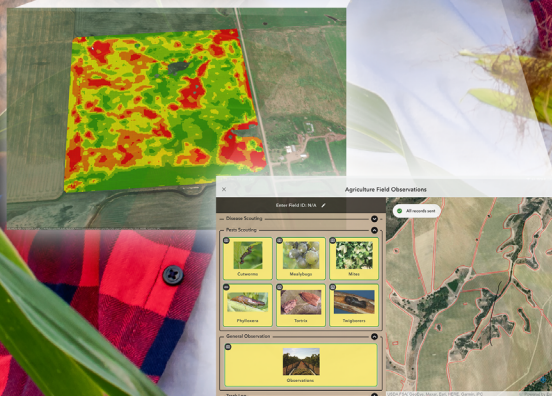 Agriculture Field Observations
Enter Field ID: N/A
All records sent
Disease Scouting
Pests Scouting
Cutworms
Mealybugs
Mites
Phylloxera
Tortrix
General Observation
Observations